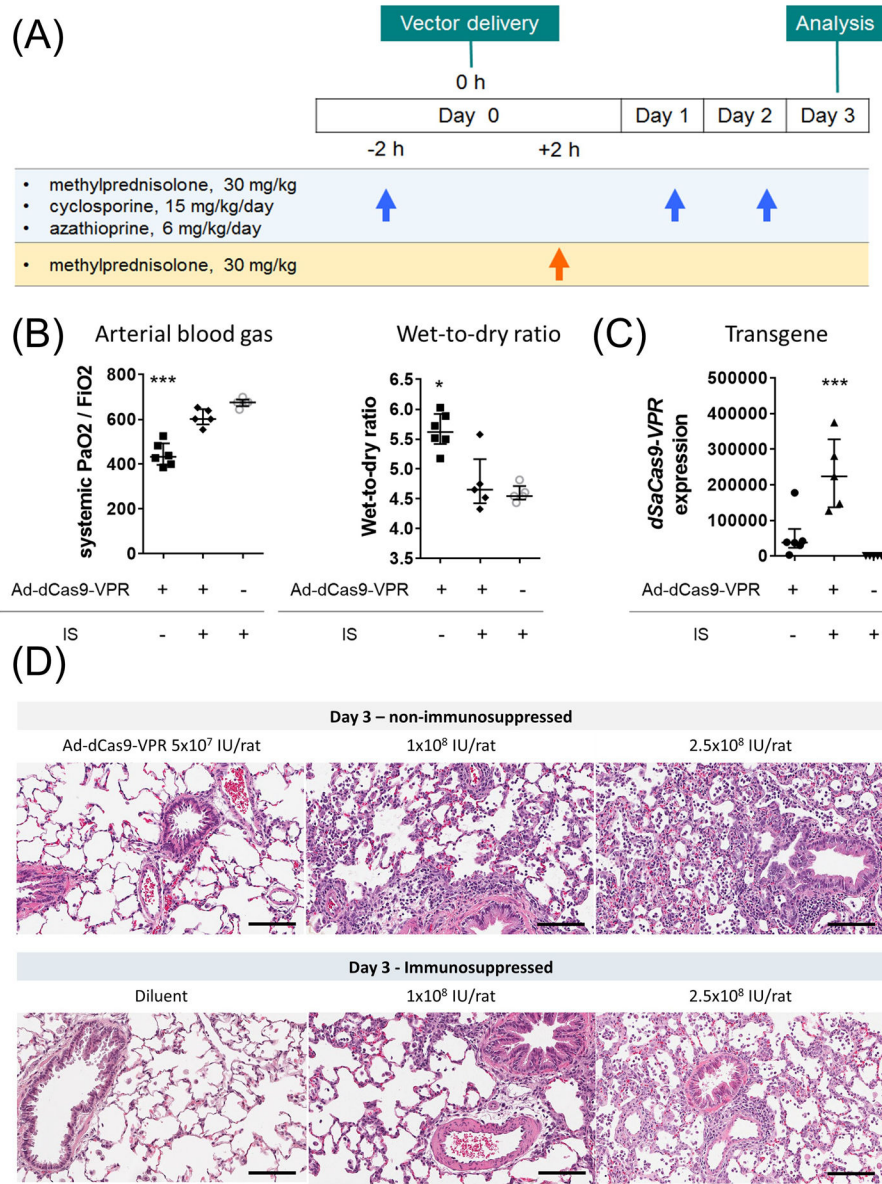 (A)
Vector delivery
Analysis
0 h
Day 0
Day 1
Day 2
Day 3
-2 h
+2 h
• methylprednisolone, 30 mg/kg
• cyclosporine, 15 mg/kg/day
• azathioprine, 6 mg/kg/day
• methylprednisolone, 30 mg/kg
(B)
Arterial blood gas
systemic PaO2 / FiO2
800
600
400
200
0
***
Ad-dCas9-VPR + + -
IS - + +
Wet-to-dry ratio
Wet-to-dry ratio
6.5
6.0
5.5
5.0
4.5
4.0
3.5
*
Ad-dCas9-VPR + + -
IS - + +
(C)
Transgene
dSaCas9-VPR
expression
500000
400000
300000
200000
100000
0
***
Ad-dCas9-VPR + + -
IS - + +
(D)
Day 3 – non-immunosuppressed
Ad-dCas9-VPR 5x10⁷ IU/rat
1x10⁸ IU/rat
2.5x10⁸ IU/rat
Day 3 - Immunosuppressed
Diluent
1x10⁸ IU/rat
2.5x10⁸ IU/rat